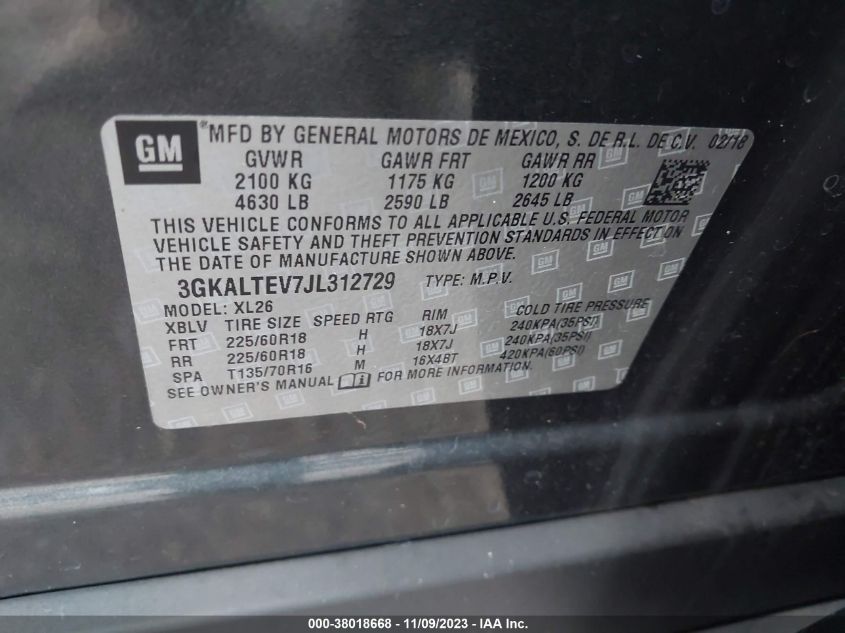 GM ®MFD BY GENERAL MOTORS DE MEXICO, S. DE R.L. DE C.V. 02/18
GVWR GAWR FRT GAWR RR
2100 KG 1175 KG 1200 KG
4630 LB 2590 LB 2645 LB
THIS VEHICLE CONFORMS TO ALL APPLICABLE U.S. FEDERAL MOTOR
VEHICLE SAFETY AND THEFT PREVENTION STANDARDS IN EFFECT ON
THE DATE OF MANUFACTURE SHOWN ABOVE.
3GKALTEV7JL312729 TYPE: M.P.V.
MODEL: XL26
XBLV TIRE SIZE SPEED RTG RIM COLD TIRE PRESSURE
FRT 225/60R18 H 18X7J 240KPA(35PSI)
RR 225/60R18 H 18X7J 240KPA(35PSI)
SPA T135/70R16 M 16X4BT 420KPA(60PSI)
SEE OWNER'S MANUAL FOR MORE INFORMATION.
000-38018668 - 11/09/2023 - IAA Inc.